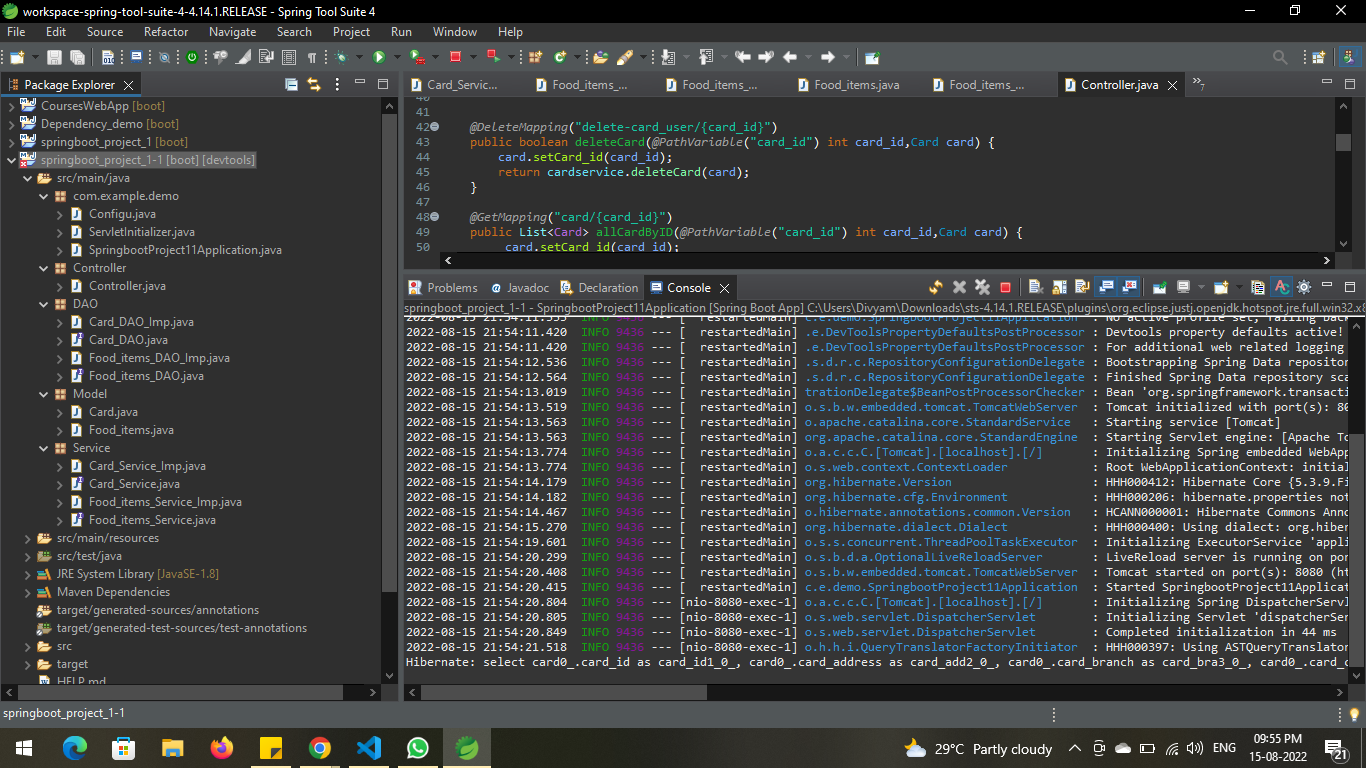 workspace-spring-tool-suite-4-4.14.1.RELEASE - Spring Tool Suite 4
File Edit Source Refactor Navigate Search Project Run Window Help
Package Explorer
CoursesWebApp [boot]
Dependency_demo [boot]
springboot_project_1 [boot]
springboot_project_1-1 [boot] [devtools]
src/main/java
com.example.demo
Configu.java
ServletInitializer.java
SpringbootProject11Application.java
Controller
Controller.java
DAO
Card_DAO_Imp.java
Card_DAO.java
Food_items_DAO_Imp.java
Food_items_DAO.java
Model
Card.java
Food_items.java
Service
Card_Service_Imp.java
Card_Service.java
Food_items_Service_Imp.java
Food_items_Service.java
src/main/resources
src/test/java
JRE System Library [JavaSE-1.8]
Maven Dependencies
target/generated-sources/annotations
target/generated-test-sources/test-annotations
src
target
HELP.md
Card_Servic... Food_items_... Food_items_... Food_items.java Food_items_... Controller.java 7
40
41
42 @DeleteMapping("delete-card_user/{card_id}")
43 public boolean deleteCard(@PathVariable("card_id") int card_id,Card card) {
44 card.setCard_id(card_id);
45 return cardservice.deleteCard(card);
46 }
47
48 @GetMapping("card/{card_id}")
49 public List<Card> allCardByID(@PathVariable("card_id") int card_id,Card card) {
50 card.setCard_id(card_id);
Problems Javadoc Declaration Console
springboot_project_1-1 - SpringbootProject11Application [Spring Boot App] C:\Users\Divyam\Downloads\sts-4.14.1.RELEASE\plugins\org.eclipse.justj.openjdk.hotspot.jre.full.win32.x8
2022-08-15 21:54:11.420 INFO 9436 --- [ restartedMain] .e.DevToolsPropertyDefaultsPostProcessor : Devtools property defaults active!
2022-08-15 21:54:11.420 INFO 9436 --- [ restartedMain] .e.DevToolsPropertyDefaultsPostProcessor : For additional web related logging
2022-08-15 21:54:12.536 INFO 9436 --- [ restartedMain] .s.d.r.c.RepositoryConfigurationDelegate : Bootstrapping Spring Data repositor
2022-08-15 21:54:12.564 INFO 9436 --- [ restartedMain] .s.d.r.c.RepositoryConfigurationDelegate : Finished Spring Data repository sca
2022-08-15 21:54:13.019 INFO 9436 --- [ restartedMain] trationDelegate$BeanPostProcessorChecker : Bean 'org.springframework.transacti
2022-08-15 21:54:13.519 INFO 9436 --- [ restartedMain] o.s.b.w.embedded.tomcat.TomcatWebServer : Tomcat initialized with port(s): 80
2022-08-15 21:54:13.563 INFO 9436 --- [ restartedMain] o.apache.catalina.core.StandardService : Starting service [Tomcat]
2022-08-15 21:54:13.563 INFO 9436 --- [ restartedMain] org.apache.catalina.core.StandardEngine : Starting Servlet engine: [Apache To
2022-08-15 21:54:13.774 INFO 9436 --- [ restartedMain] o.a.c.c.C.[Tomcat].[localhost].[/] : Initializing Spring embedded WebApp
2022-08-15 21:54:13.774 INFO 9436 --- [ restartedMain] o.s.web.context.ContextLoader : Root WebApplicationContext: initial
2022-08-15 21:54:14.179 INFO 9436 --- [ restartedMain] org.hibernate.Version : HHH000412: Hibernate Core {5.3.9.Fi
2022-08-15 21:54:14.182 INFO 9436 --- [ restartedMain] org.hibernate.cfg.Environment : HHH000206: hibernate.properties not
2022-08-15 21:54:14.467 INFO 9436 --- [ restartedMain] o.hibernate.annotations.common.Version : HCANN000001: Hibernate Commons Anno
2022-08-15 21:54:15.270 INFO 9436 --- [ restartedMain] org.hibernate.dialect.Dialect : HHH000400: Using dialect: org.hiber
2022-08-15 21:54:19.601 INFO 9436 --- [ restartedMain] o.s.s.concurrent.ThreadPoolTaskExecutor : Initializing ExecutorService 'appli
2022-08-15 21:54:20.299 INFO 9436 --- [ restartedMain] o.s.b.d.a.OptionalLiveReloadServer : LiveReload server is running on por
2022-08-15 21:54:20.408 INFO 9436 --- [ restartedMain] o.s.b.w.embedded.tomcat.TomcatWebServer : Tomcat started on port(s): 8080 (ht
2022-08-15 21:54:20.415 INFO 9436 --- [ restartedMain] c.e.demo.SpringbootProject11Application : Started SpringbootProject11Applicat
2022-08-15 21:54:20.804 INFO 9436 --- [nio-8080-exec-1] o.a.c.c.C.[Tomcat].[localhost].[/] : Initializing Spring DispatcherServl
2022-08-15 21:54:20.805 INFO 9436 --- [nio-8080-exec-1] o.s.web.servlet.DispatcherServlet : Initializing Servlet 'dispatcherSer
2022-08-15 21:54:20.849 INFO 9436 --- [nio-8080-exec-1] o.s.web.servlet.DispatcherServlet : Completed initialization in 44 ms
2022-08-15 21:54:21.518 INFO 9436 --- [nio-8080-exec-1] o.h.h.i.QueryTranslatorFactoryInitiator : HHH000397: Using ASTQueryTranslator
Hibernate: select card0_.card_id as card_id1_0_, card0_.card_address as card_add2_0_, card0_.card_branch as card_bra3_0_, card0_.card_c
springboot_project_1-1
29°C Partly cloudy ENG 09:55 PM
15-08-2022
21